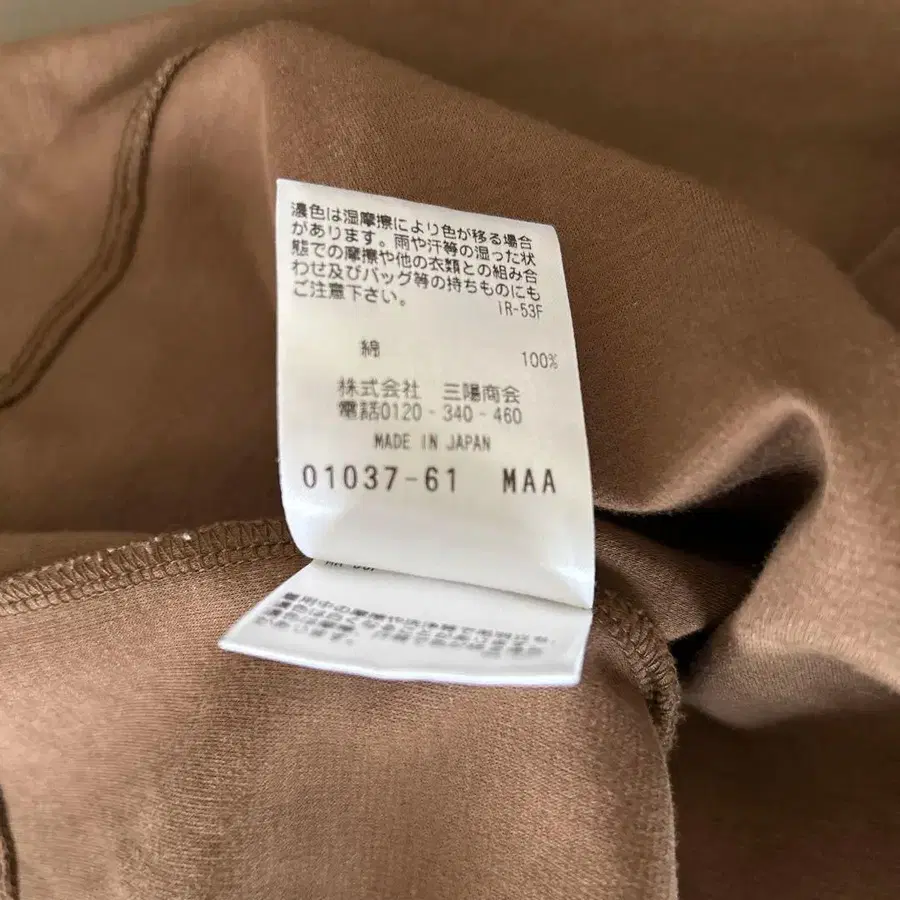 濃色は湿摩擦により色が移る場合
があります。雨や汗等の湿った状
態での摩擦や他の衣類との組み合
わせ及びバッグ等の持ちものにも
ご注意下さい。
IR-53F
綿 100%
株式会社 三陽商会
電話0120-340-460
MADE IN JAPAN
01037-61 MAA